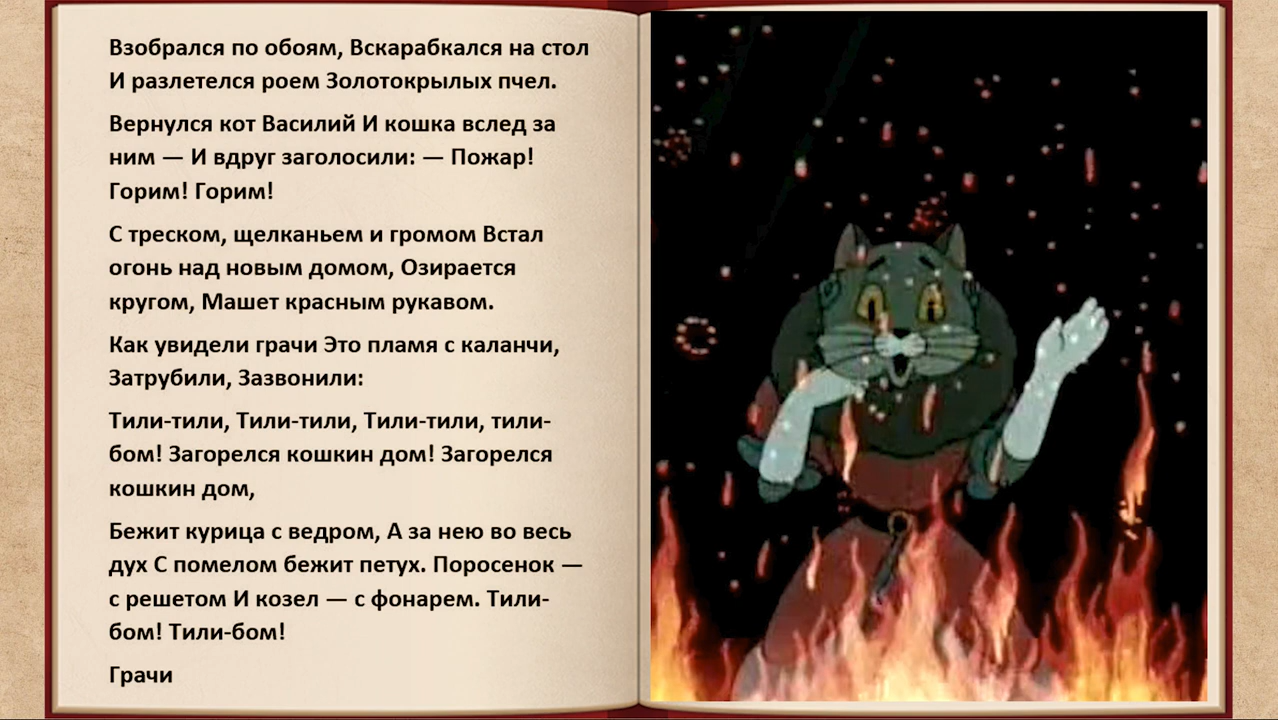 Взобрался по обоям, Вскарабкался на стол
И разлетелся роем Золотокрылых пчел.
Вернулся кот Василий И кошка вслед за
ним — И вдруг заголосили: — Пожар!
Горим! Горим!
С треском, щелканьем и громом Встал
огонь над новым домом, Озирается
кругом, Машет красным рукавом.
Как увидели грачи Это пламя с каланчи,
Затрубили, Зазвонили:
Тили-тили, Тили-тили, Тили-тили, тили-
бом! Загорелся кошкин дом! Загорелся
кошкин дом,
Бежит курица с ведром, А за нею во весь
дух С помелом бежит петух. Поросенок —
с решетом И козел — с фонарем. Тили-
бом! Тили-бом!
Грачи